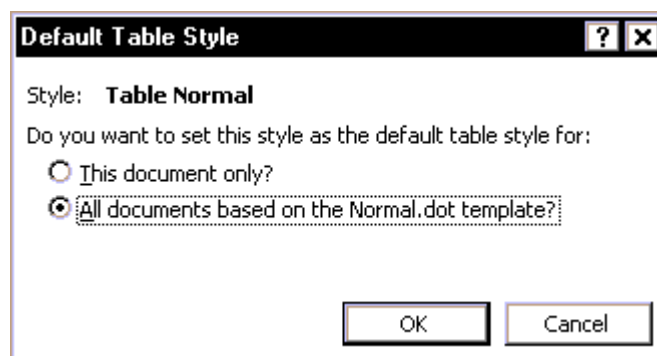 Default Table Style
Style: Table Normal
Do you want to set this style as the default table style for:
This document only?
All documents based on the Normal.dot template?
OK Cancel